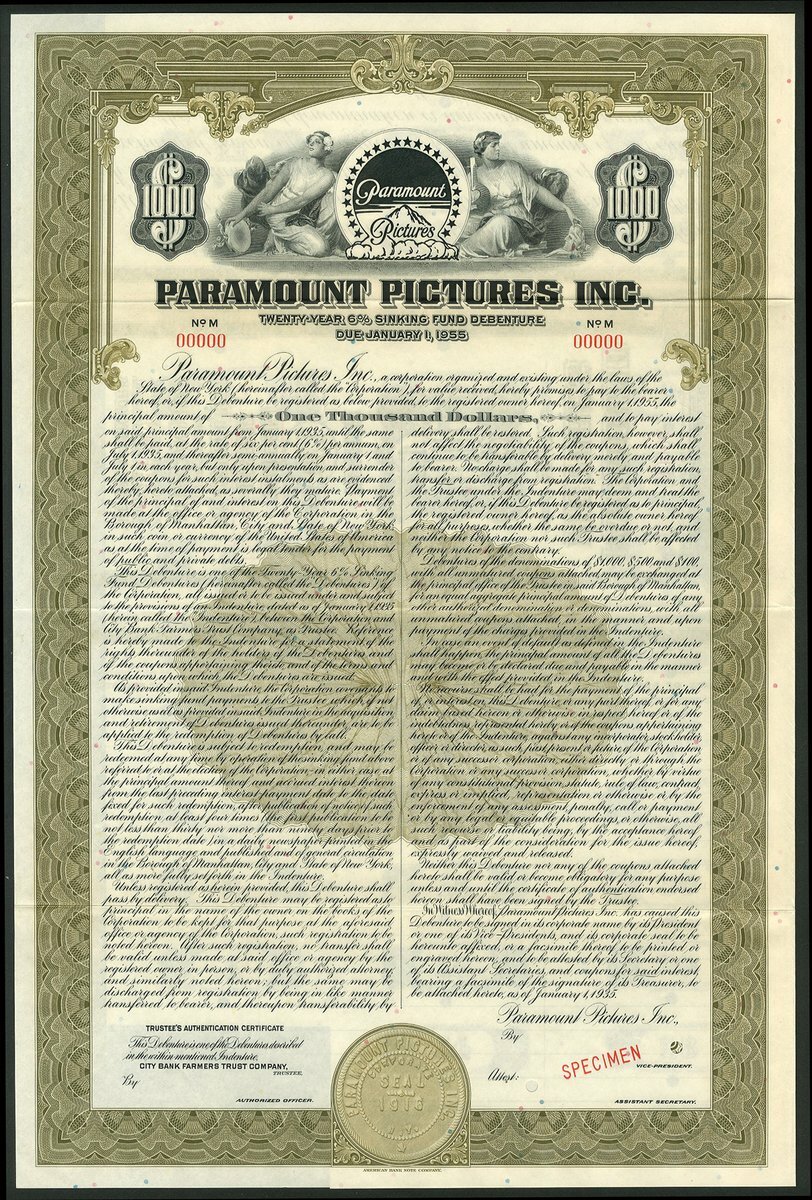 1000
Paramount
Pictures
1000
PARAMOUNT PICTURES INC.
TWENTY-YEAR 6% SINKING FUND DEBENTURE
DUE JANUARY 1, 1955
No M
00000
No M
00000
Paramount Pictures Inc., a corporation organized and existing under the laws of the
State of New York (hereinafter called the "Corporation"), for value received, hereby promises to pay to the bearer
hereof, or, if this Debenture be registered as below provided, to the registered owner hereof, on January 1, 1955, the
principal amount of One Thousand Dollars, and to pay interest
on said principal amount from January 1, 1935, until the same
shall be paid, at the rate of six per cent (6%) per annum, on
July 1, 1935, and thereafter semi-annually on January 1 and
July 1 in each year, but only upon presentation and surrender
of the coupons for such interest instalments as are evidenced
thereby, hereto attached, as severally they mature. Payment
of the principal of and interest on this Debenture will be
made at the office or agency of the Corporation in the
Borough of Manhattan, City and State of New York
in such coin or currency of the United States of America
as at the time of payment is legal tender for the payment
of public and private debts.
This Debenture is one of the Twenty-Year 6% Sinking
Fund Debentures (hereinafter called the "Debentures") of
the Corporation, all issued or to be issued under and subject
to the provisions of an Indenture dated as of January 1, 1935
(herein called the "Indenture"), between the Corporation and
City Bank Farmers Trust Company, as Trustee. Reference
is hereby made to the Indenture for a statement of the
rights thereunder of the holders of the Debentures and
of the coupons appertaining thereto, and of the terms and
conditions upon which the Debentures are issued.
As provided in said Indenture, the Corporation covenants to
make sinking fund payments to the Trustee, which if not
otherwise used as provided in said Indenture in the acquisition
and retirement of Debentures issued thereunder, are to be
applied to the redemption of Debentures by call.
This Debenture is subject to redemption, and may be
redeemed at any time by operation of the sinking fund above
referred to or at the election of the Corporation—in either case, at
the principal amount thereof and accrued interest thereon
from the last preceding interest payment date to the date
fixed for such redemption, after publication of notice of such
redemption at least four times (the first publication to be
not less than thirty nor more than ninety days prior to
the redemption date) in a daily newspaper printed in the
English language and published and of general circulation
in the Borough of Manhattan, City and State of New York,
all as more fully set forth in the Indenture.
Unless registered as herein provided, this Debenture shall
pass by delivery. This Debenture may be registered as to
principal in the name of the owner on the books of the
Corporation to be kept for that purpose at the aforesaid
office or agency of the Corporation, such registration to be
noted hereon. After such registration, no transfer shall
be valid unless made at said office or agency by the
registered owner in person, or by duly authorized attorney,
and similarly noted hereon; but the same may be
discharged from registration by being in like manner
transferred to bearer, and thereupon transferability by
delivery shall be restored. Such registration, however, shall
not affect the negotiability of the coupons, which shall
continue to be transferable by delivery merely and payable
to bearer. No charge shall be made for any such registration,
transfer or discharge from registration. The Corporation and
the Trustee under the Indenture may deem and treat the
bearer hereof, or, if this Debenture be registered as to principal,
the registered owner hereof, as the absolute owner hereof
for all purposes, whether the same be overdue or not, and
neither the Corporation nor such Trustee shall be affected
by any notice to the contrary.
Debentures of the denominations of $1,000, $500 and $100,
with all unmatured coupons attached, may be exchanged at
the principal office of the Trustee in said Borough of Manhattan,
for an equal aggregate principal amount of Debentures of any
other authorized denomination or denominations, with all
unmatured coupons attached, in the manner and upon
payment of the charges provided in the Indenture.
In case an event of default as defined in the Indenture
shall happen, the principal amount of all the Debentures
may become or be declared due and payable in the manner
and with the effect provided in the Indenture.
No recourse shall be had for the payment of the principal
of, or interest on, this Debenture, or any part thereof, or for any
claim based hereon or otherwise in respect hereof or of the
indebtedness represented hereby or of the coupons appertaining
hereto or of the Indenture, against any incorporator, stockholder,
officer or director, as such, past, present or future, of the Corporation
or of any successor corporation, either directly or through the
Corporation or any successor corporation, whether by virtue
of any constitutional provision, statute, rule of law, contract,
express or implied, representation or otherwise, or by the
enforcement of any assessment, penalty, call or payment
or by any legal or equitable proceedings, or otherwise, all
such recourse or liability being, by the acceptance hereof
and as part of the consideration for the issue hereof,
expressly waived and released.
Neither this Debenture nor any of the coupons attached
hereto shall be valid or become obligatory for any purpose
unless and until the certificate of authentication endorsed
hereon shall have been signed by the Trustee.
In Witness Whereof, Paramount Pictures Inc. has caused this
Debenture to be signed in its corporate name by its President
or one of its Vice-Presidents, and its corporate seal to be
hereunto affixed, or a facsimile thereof to be printed or
engraved hereon, and to be attested by its Secretary or one
of its Assistant Secretaries, and coupons for said interest,
bearing a facsimile of the signature of its Treasurer, to
be attached hereto, as of January 1, 1935.
Paramount Pictures Inc.,
By
VICE-PRESIDENT.
SPECIMEN
Attest:
ASSISTANT SECRETARY.
TRUSTEE'S AUTHENTICATION CERTIFICATE
This Debenture is one of the Debentures described
in the within mentioned Indenture.
CITY BANK FARMERS TRUST COMPANY,
TRUSTEE,
By
AUTHORIZED OFFICER.
PARAMOUNT PICTURES INC.
CORPORATE
SEAL
1916
N.Y.
AMERICAN BANK NOTE COMPANY.